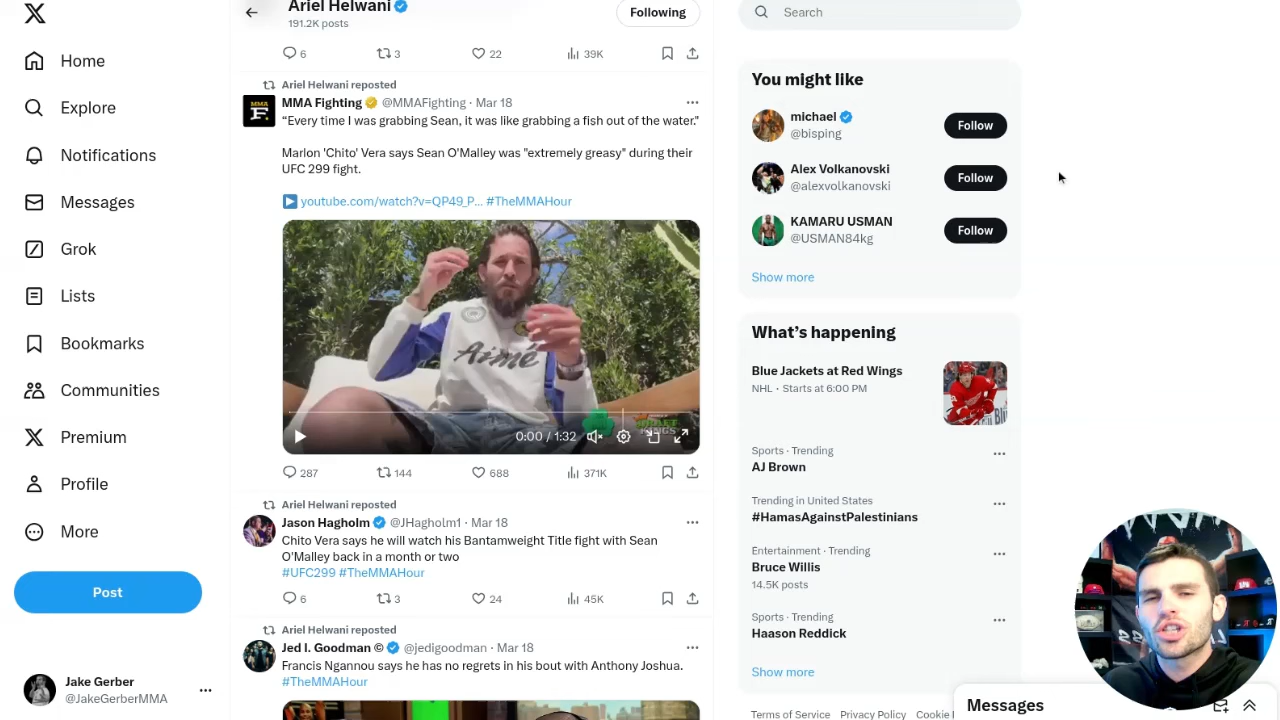 Home
Explore
Notifications
Messages
Grok
Lists
Bookmarks
Communities
Premium
Profile
More
Post
Jake Gerber
@JakeGerberMMA
Ariel Helwani
191.2K posts
Following
6 3 22 39K
Ariel Helwani reposted
MMA Fighting @MMAFighting · Mar 18
“Every time I was grabbing Sean, it was like grabbing a fish out of the water.”
Marlon 'Chito' Vera says Sean O'Malley was "extremely greasy" during their
UFC 299 fight.
youtube.com/watch?v=QP49_P... #TheMMAHour
Aimé
0:00 / 1:32
287 144 688 371K
Ariel Helwani reposted
Jason Hagholm @JHagholm1 · Mar 18
Chito Vera says he will watch his Bantamweight Title fight with Sean
O'Malley back in a month or two
#UFC299 #TheMMAHour
6 3 24 45K
Ariel Helwani reposted
Jed I. Goodman © @jedigoodman · Mar 18
Francis Ngannou says he has no regrets in his bout with Anthony Joshua.
#TheMMAHour
Search
You might like
michael
@bisping
Follow
Alex Volkanovski
@alexvolkanovski
Follow
KAMARU USMAN
@USMAN84kg
Follow
Show more
What’s happening
Blue Jackets at Red Wings
NHL · Starts at 6:00 PM
Sports · Trending
AJ Brown
Trending in United States
#HamasAgainstPalestinians
Entertainment · Trending
Bruce Willis
14.5K posts
Sports · Trending
Haason Reddick
Show more
Terms of Service Privacy Policy Cookie
Messages